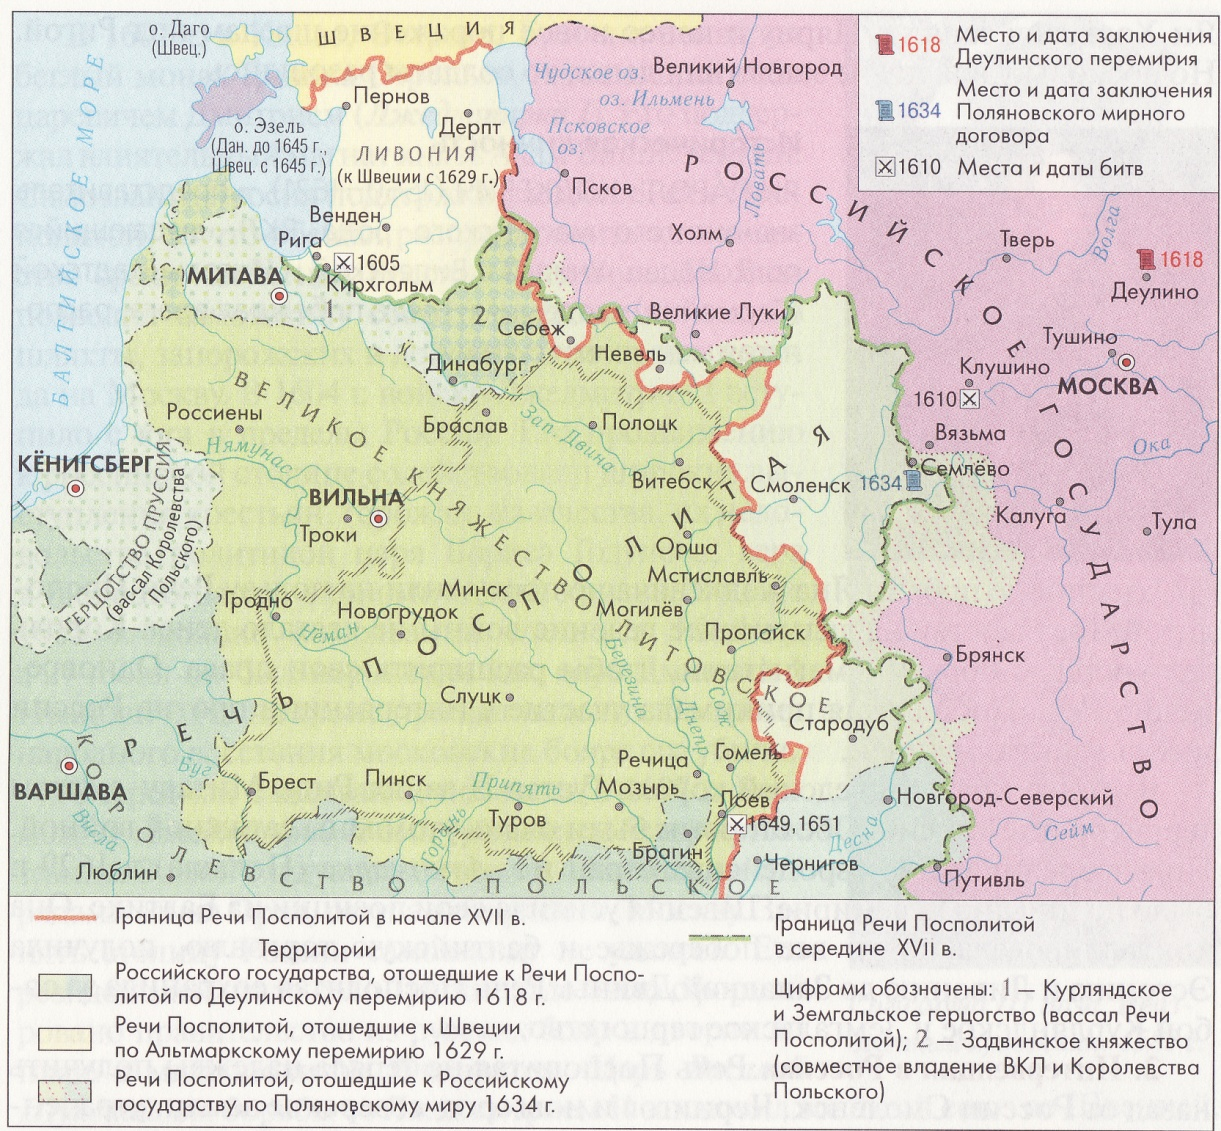 о. Даго
(Швец.)
ШВЕЦИЯ
1618
Место и дата заключения
Деулинского перемирия
1634
Место и дата заключения
Поляновского мирного
договора
1610
Места и даты битв
БАЛТИЙСКОЕ МОРЕ
Чудское оз.
Великий Новгород
оз. Ильмень
Пернов
Дерпт
Псковское
оз.
о. Эзель
(Дан. до 1645 г.,
Швец. с 1645 г.)
ЛИВОНИЯ
(к Швеции с 1629 г.)
Псков
РОССИЙСКОЕ ГОСУДАРСТВО
Ловать
Волга
Венден
Холм
Тверь
Рига
1605
МИТАВА
Кирхгольм
1618
Деулино
1
2
Себеж
Великие Луки
Невель
Тушино
Динабург
Клушино
МОСКВА
1610
ВЕЛИКОЕ КНЯЖЕСТВО ЛИТОВСКОЕ
Россиены
Браслав
Зап. Двина
Полоцк
Вязьма
Ока
Нямунас
КЁНИГСБЕРГ
Витебск
Семлёво
Смоленск
1634
ВИЛЬНА
Троки
Калуга
Тула
ГЕРЦОГСТВО ПРУССИЯ
(вассал Королевства
Польского)
Орша
Мстиславль
Гродно
Минск
Новогрудок
Могилёв
Нёман
Пропойск
Брянск
РЕЧЬ ПОСПОЛИТАЯ
Березина
Слуцк
Сож
Днепр
Стародуб
Буг
Гомель
Речица
ВАРШАВА
Брест
Пинск
Припять
Мозырь
Лоев
Новгород-Северский
Висла
Туров
1649, 1651
Горынь
Десна
Сейм
Брагин
Чернигов
Люблин
Путивль
КОРОЛЕВСТВО ПОЛЬСКОЕ
Граница Речи Посполитой в начале XVII в.
Территории
Российского государства, отошедшие к Речи Поспо-
литой по Деулинскому перемирию 1618 г.
Речи Посполитой, отошедшие к Швеции
по Альтмаркскому перемирию 1629 г.
Речи Посполитой, отошедшие к Российскому
государству по Поляновскому миру 1634 г.
Граница Речи Посполитой
в середине XVII в.
Цифрами обозначены: 1 – Курляндское
и Земгальское герцогство (вассал Речи
Посполитой); 2 – Задвинское княжество
(совместное владение ВКЛ и Королевства
Польского)